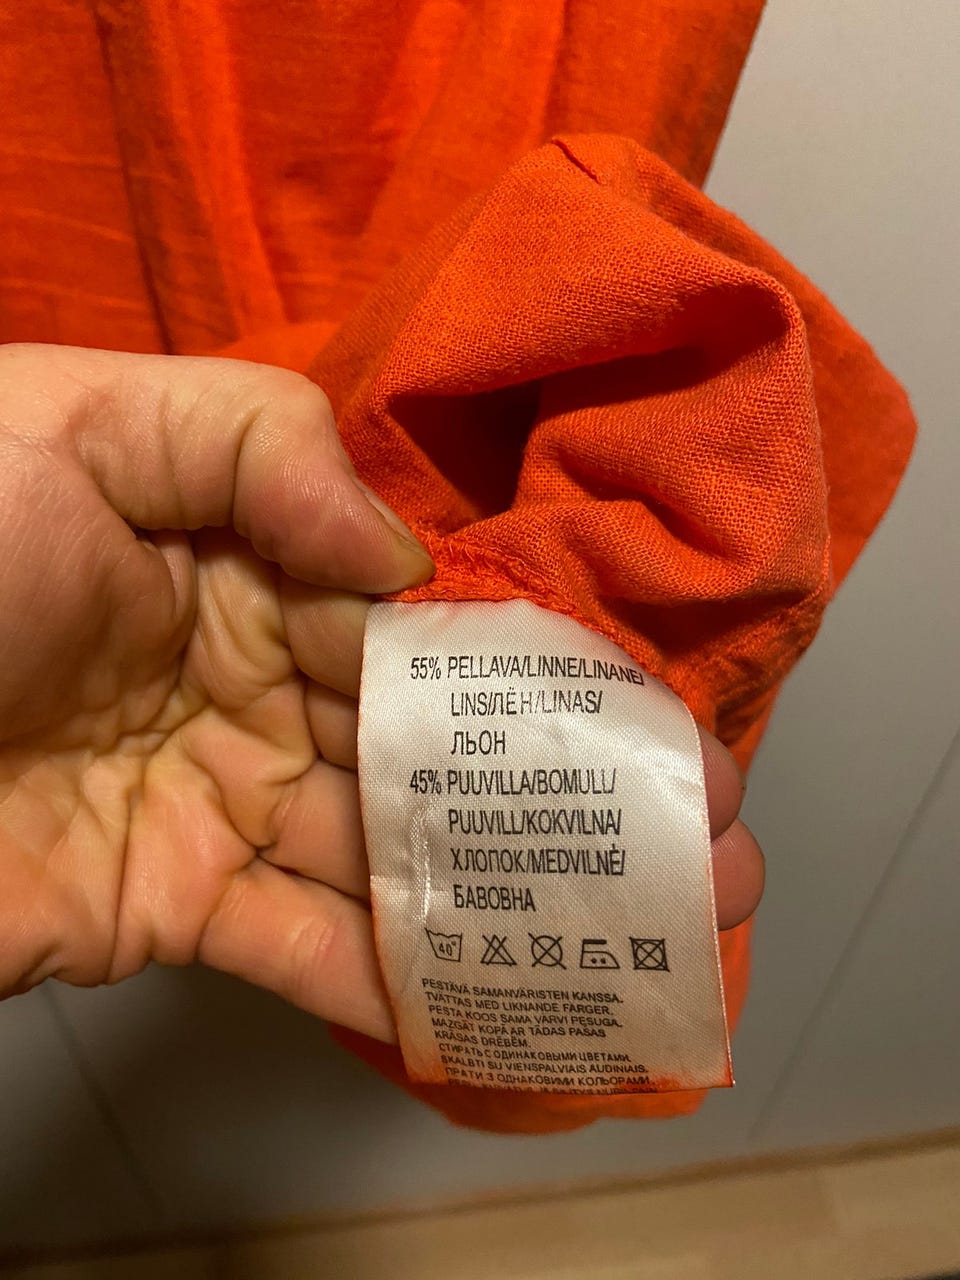 55% PELLAVA/LINNE/LINANE/
LINS/ЛЁН/LINAS/
ЛЬОН
45% PUUVILLA/BOMULL/
PUUVILL/KOKVILNA/
ХЛОПОК/MEDVILNĖ/
БАВОВНА
40°
PESTÄVÄ SAMANVÄRISTEN KANSSA.
TVÄTTAS MED LIKNANDE FÄRGER.
PESTA KOOS SAMA VÄRVI PESUGA.
MAZGĀT KOPĀ AR TĀDAS PAŠAS
KRĀSAS DRĒBĒM.
СТИРАТЬ С ОДИНАКОВЫМИ ЦВЕТАМИ.
SKALBTI SU VIENSPALVIAIS AUDINIAIS.
ПРАТИ З ОДНАКОВИМИ КОЛЬОРАМИ.